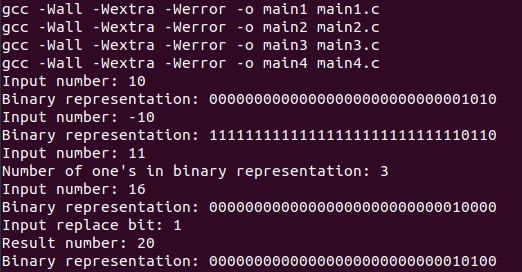 gcc -Wall -Wextra -Werror -o main1 main1.c
gcc -Wall -Wextra -Werror -o main2 main2.c
gcc -Wall -Wextra -Werror -o main3 main3.c
gcc -Wall -Wextra -Werror -o main4 main4.c
Input number: 10
Binary representation: 00000000000000000000000000001010
Input number: -10
Binary representation: 11111111111111111111111111110110
Input number: 11
Number of one's in binary representation: 3
Input number: 16
Binary representation: 00000000000000000000000000010000
Input replace bit: 1
Result number: 20
Binary representation: 00000000000000000000000000010100